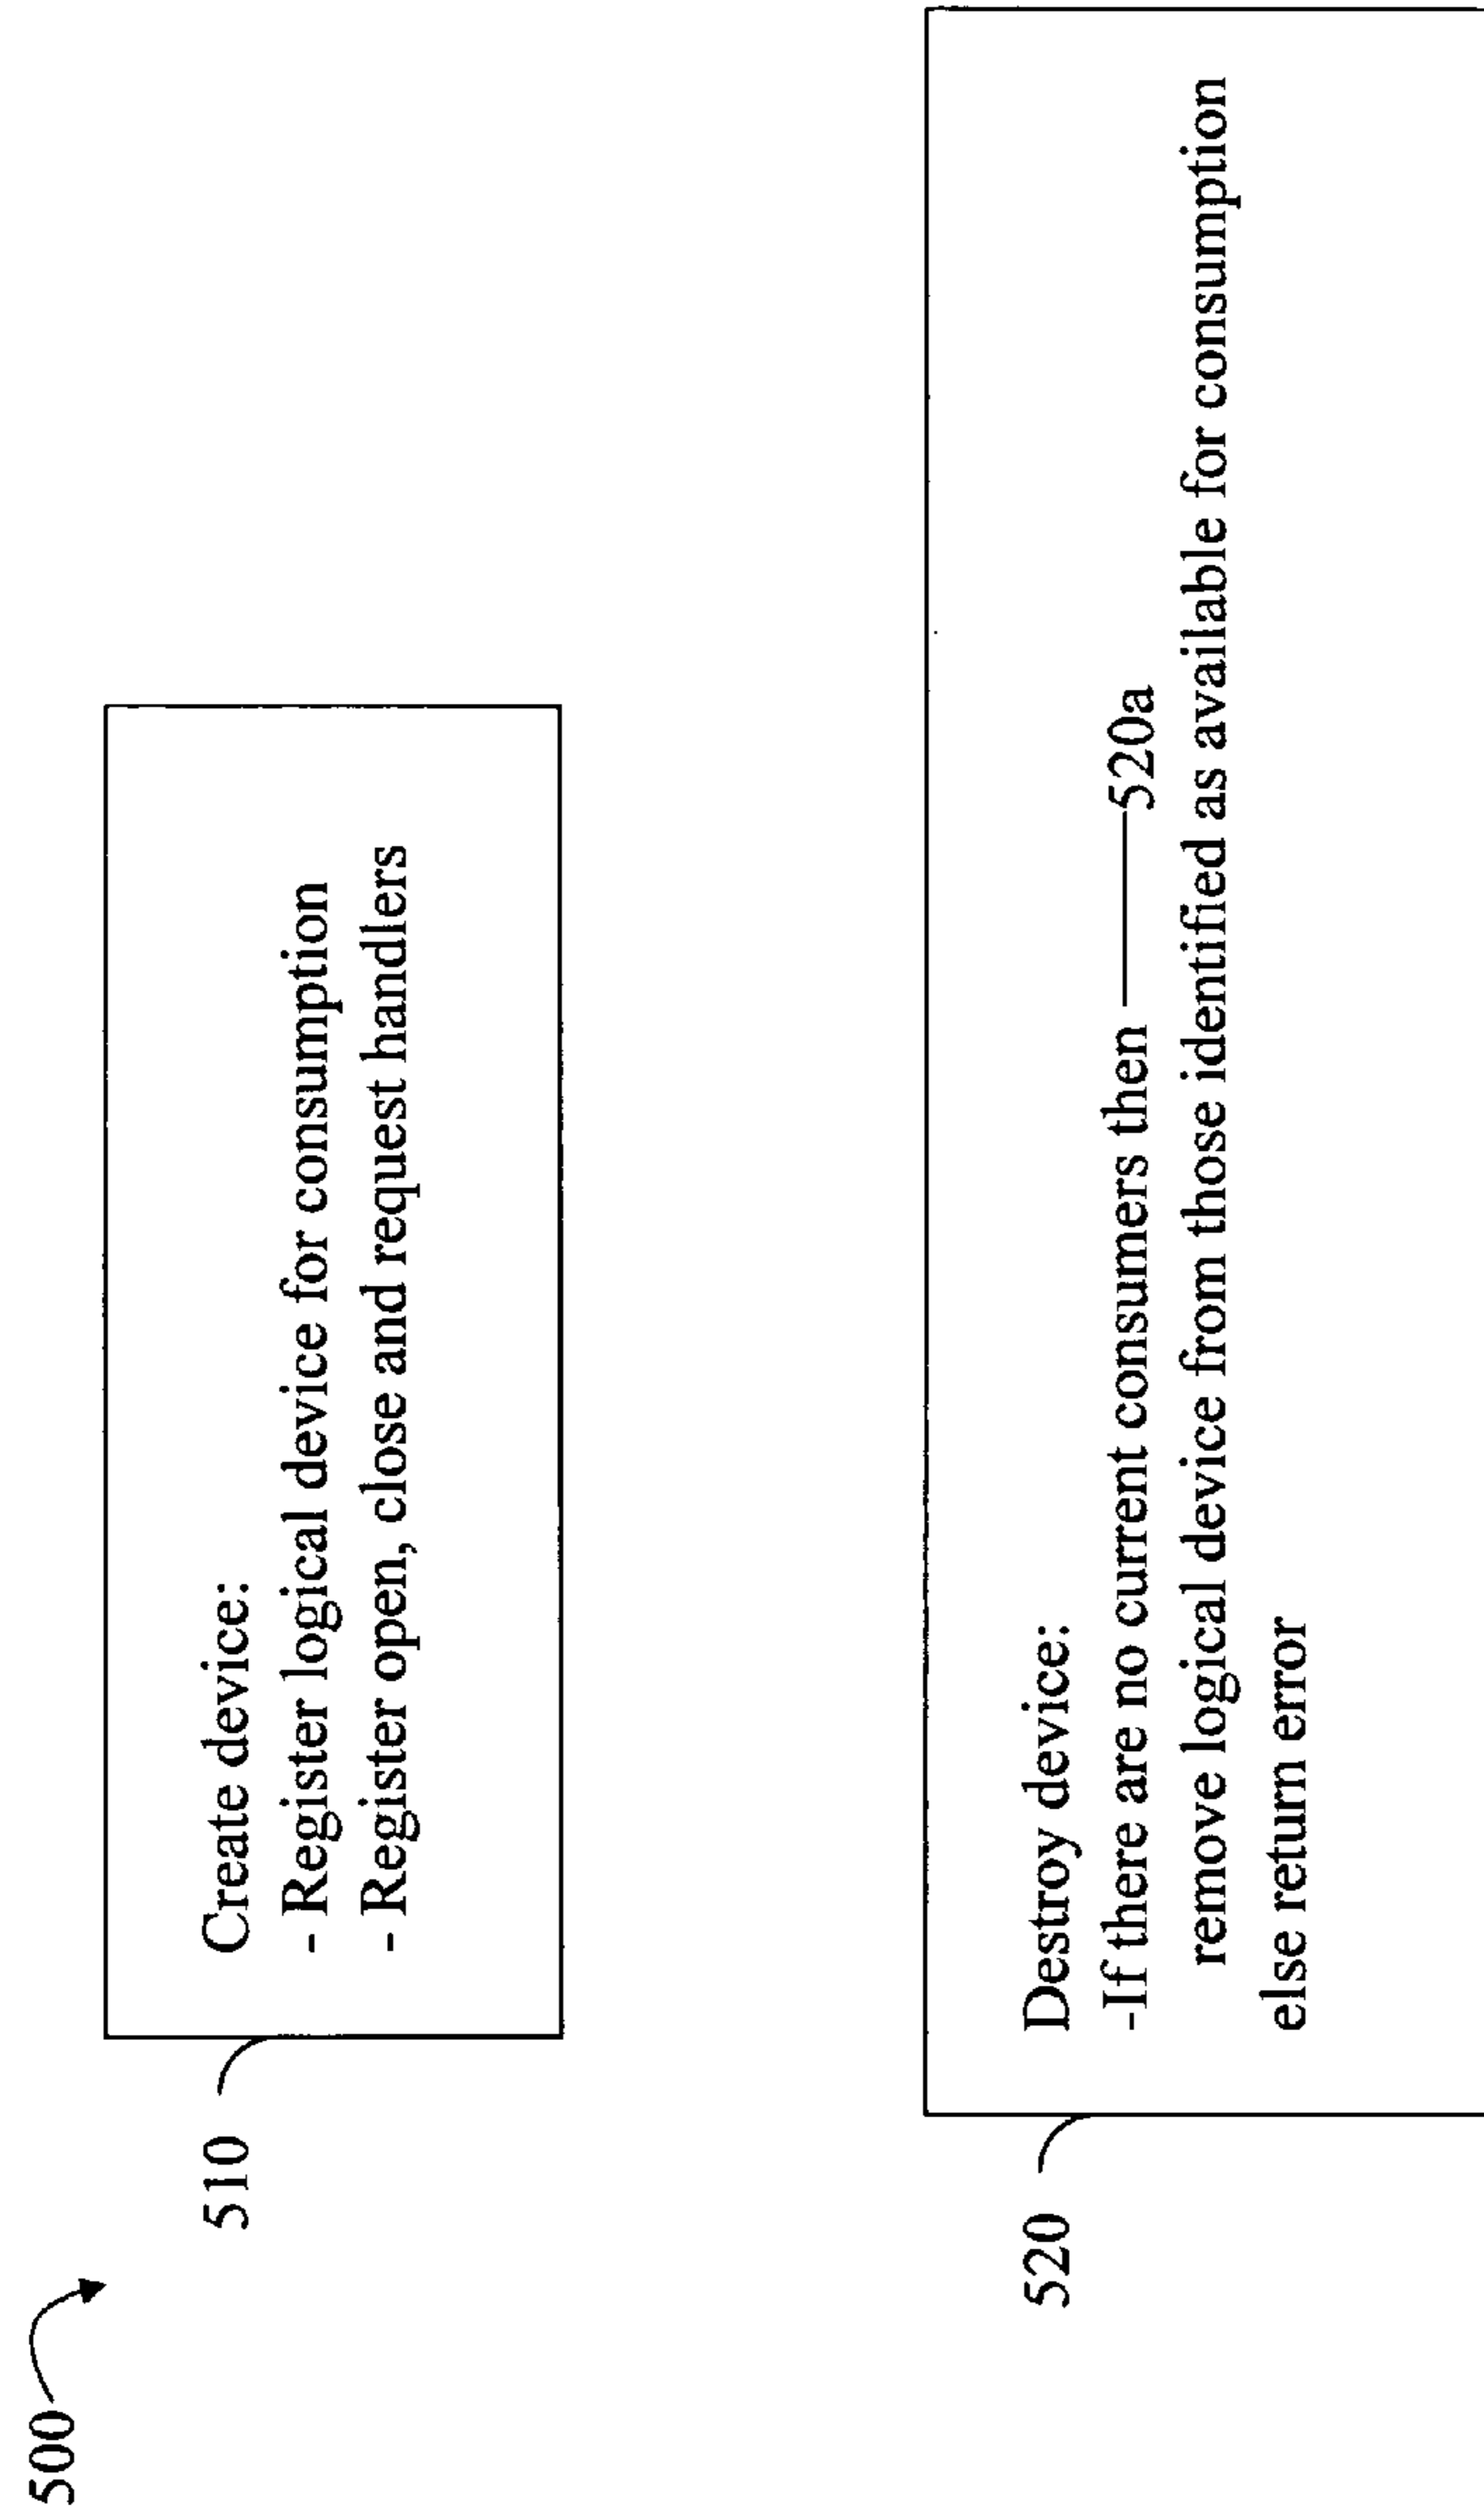 500
510
Create device:
- Register logical device for consumption
- Register open, close and request handlers
520
Destroy device:
-If there are no current consumers then 520a
remove logical device from those identified as available for consumption
else return error